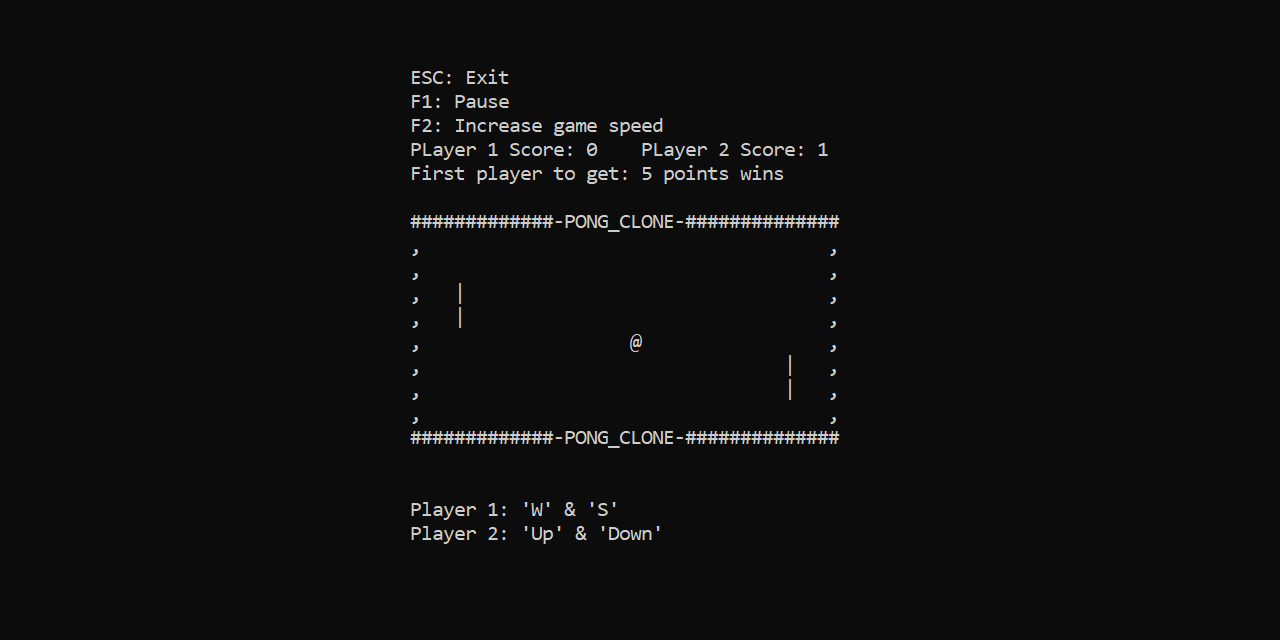 ESC: Exit
F1: Pause
F2: Increase game speed
PLayer 1 Score: 0    PLayer 2 Score: 1
First player to get: 5 points wins
#############-PONG_CLONE-##############
,                                     ,
,                                     ,
,   |                                 ,
,   |                                 ,
,                   @                 ,
,                                 |   ,
,                                 |   ,
,                                     ,
#############-PONG_CLONE-##############
Player 1: 'W' & 'S'
Player 2: 'Up' & 'Down'